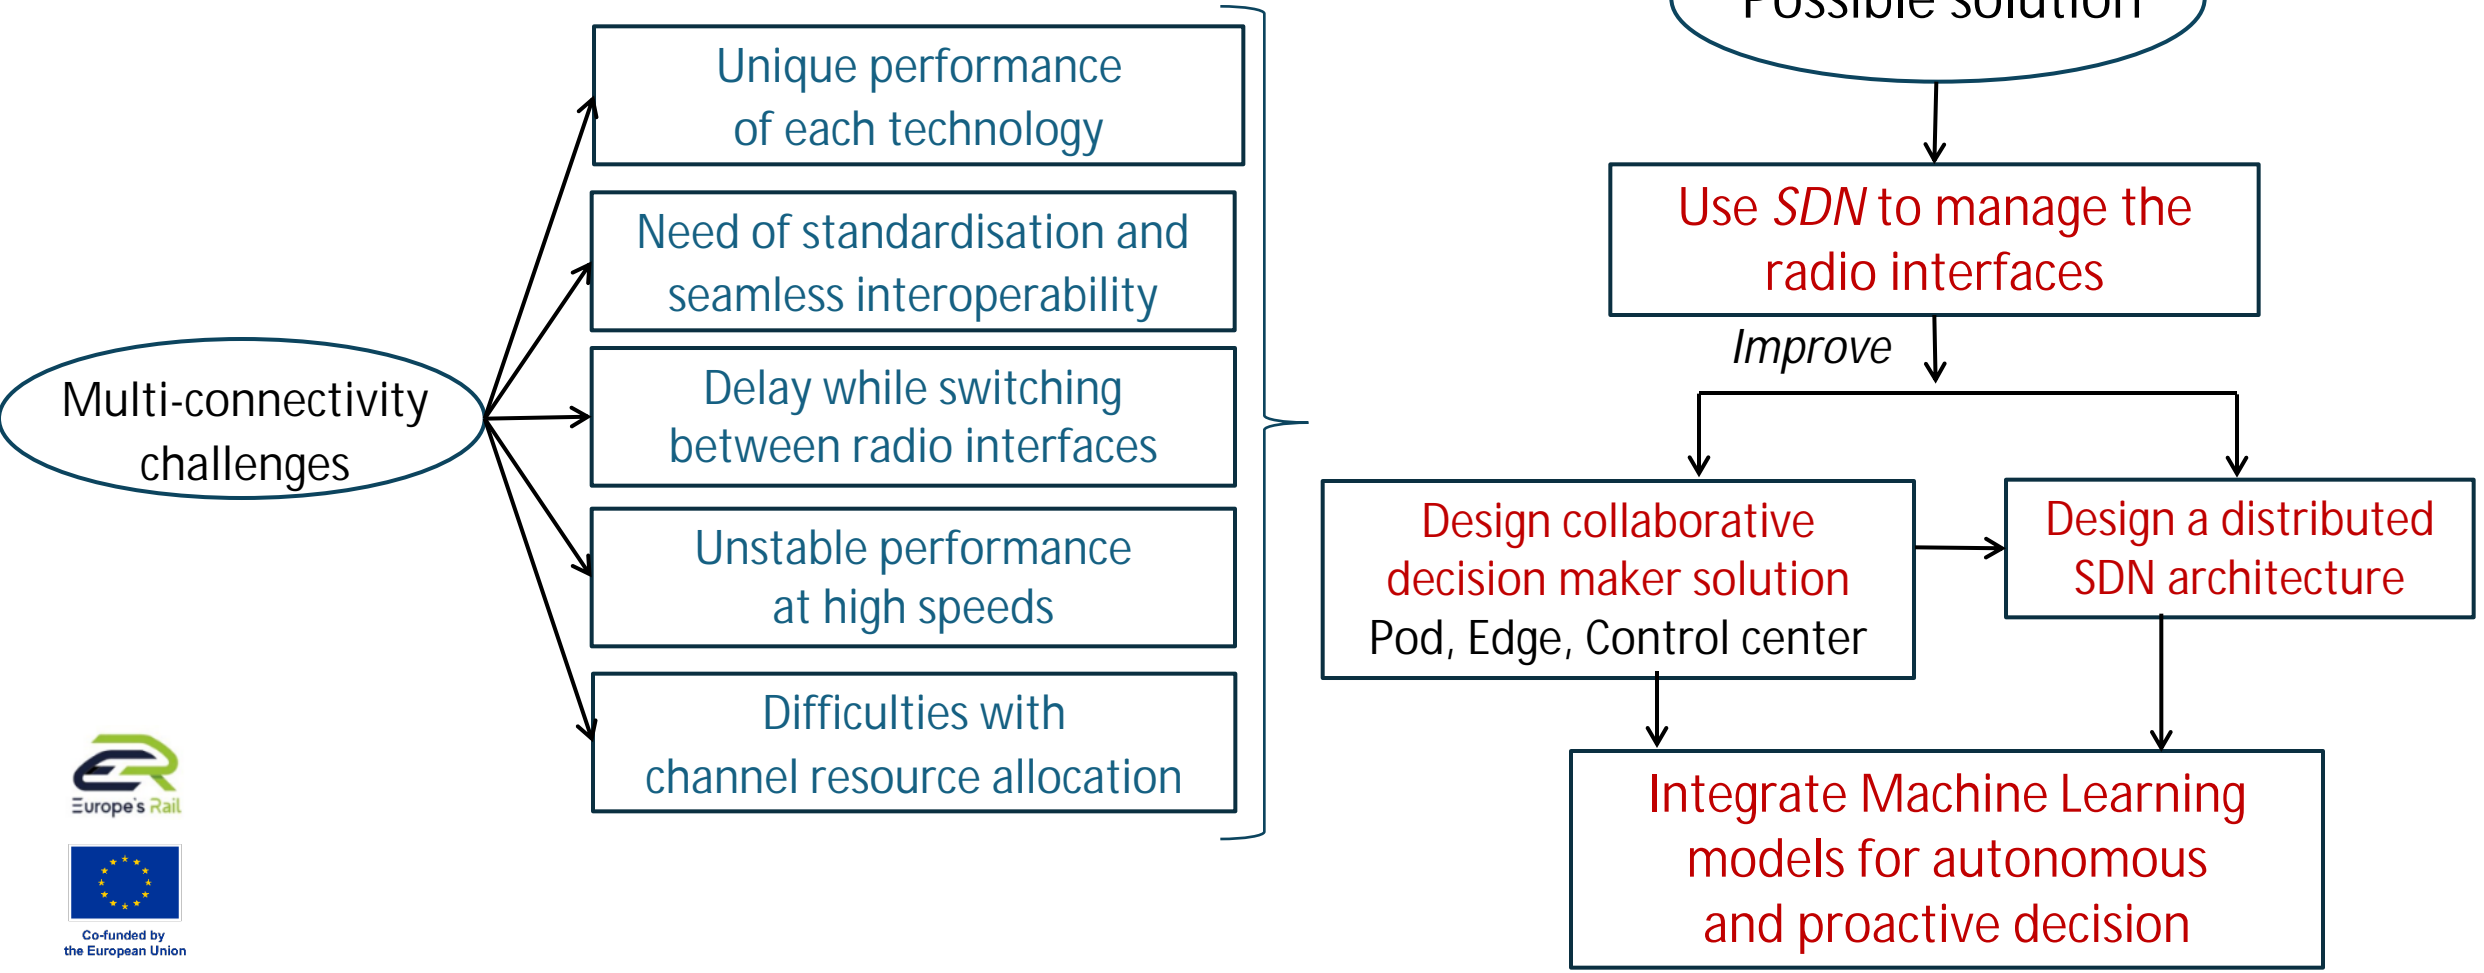 Multi-connectivity
challenges
Unique performance
of each technology
Need of standardisation and
seamless interoperability
Delay while switching
between radio interfaces
Unstable performance
at high speeds
Difficulties with
channel resource allocation
Possible solution
Use SDN to manage the
radio interfaces
Improve
Design collaborative
decision maker solution
Pod, Edge, Control center
Design a distributed
SDN architecture
Integrate Machine Learning
models for autonomous
and proactive decision
Europe's Rail
Co-funded by
the European Union